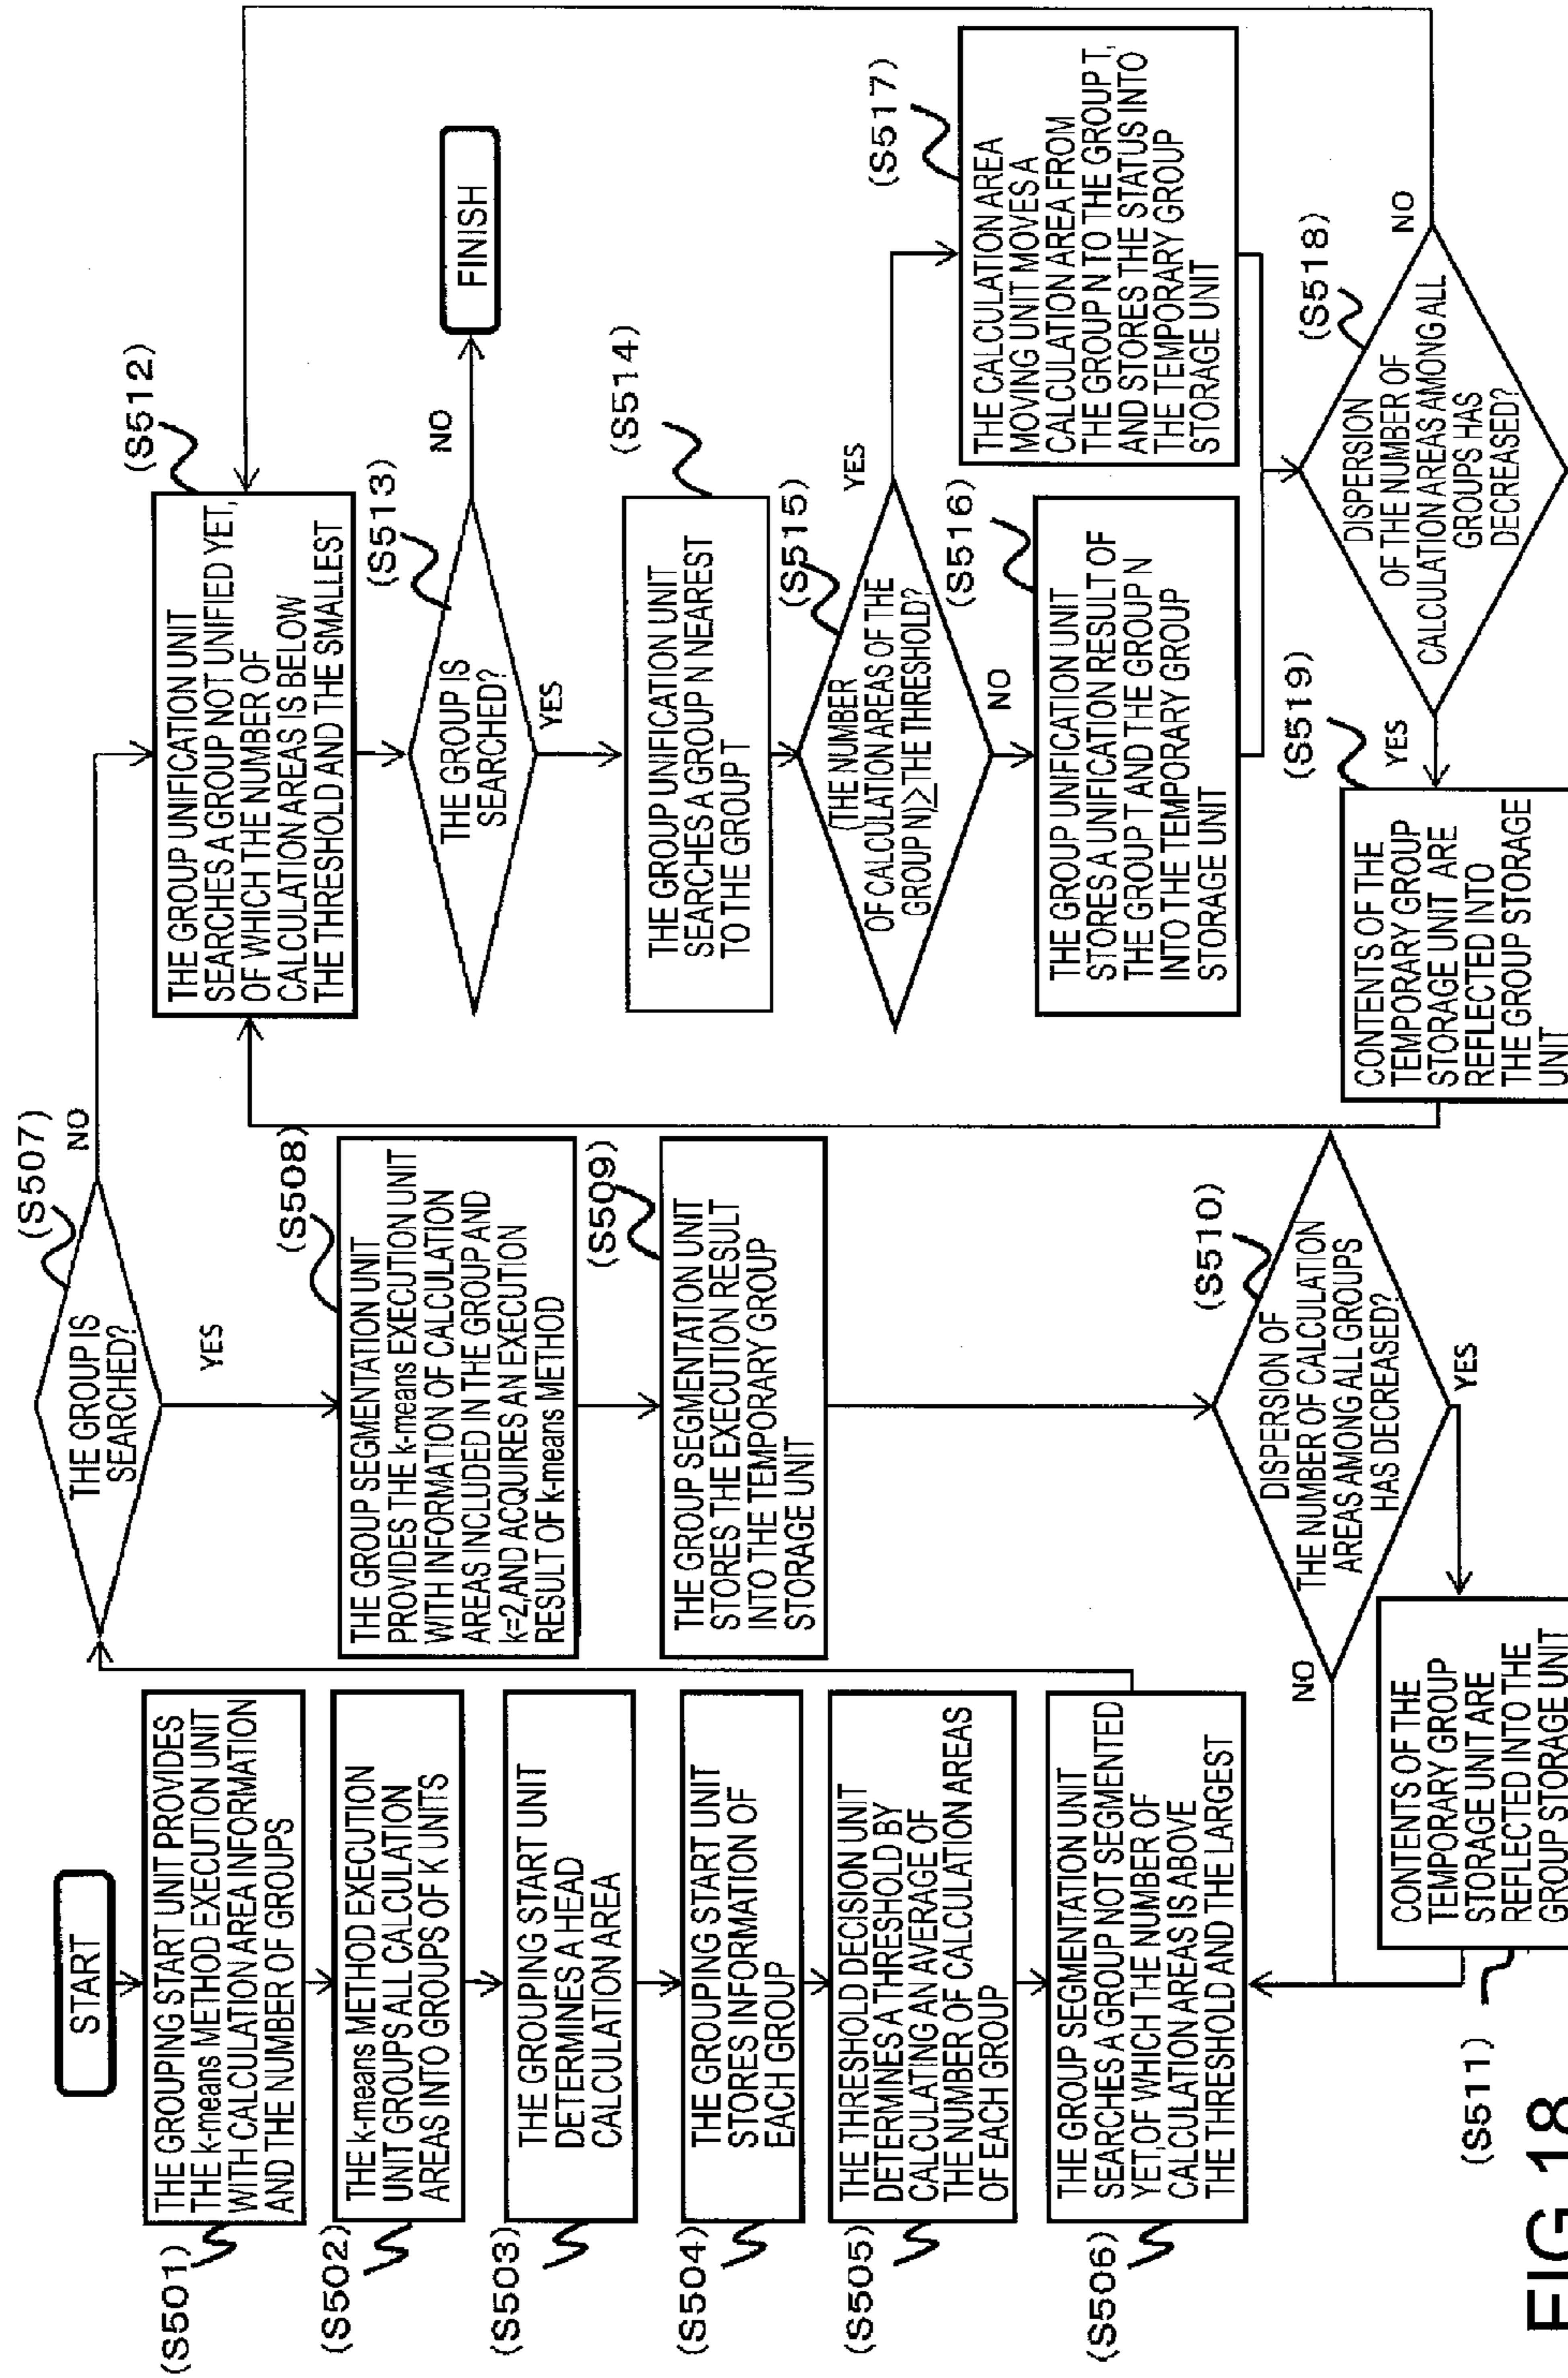 START
(S501)
THE GROUPING START UNIT PROVIDES
THE k-means METHOD EXECUTION UNIT
WITH CALCULATION AREA INFORMATION
AND THE NUMBER OF GROUPS
(S502)
THE k-means METHOD EXECUTION
UNIT GROUPS ALL CALCULATION
AREAS INTO GROUPS OF K UNITS
(S503)
THE GROUPING START UNIT
DETERMINES A HEAD
CALCULATION AREA
(S504)
THE GROUPING START UNIT
STORES INFORMATION OF
EACH GROUP
(S505)
THE THRESHOLD DECISION UNIT
DETERMINES A THRESHOLD BY
CALCULATING AN AVERAGE OF
THE NUMBER OF CALCULATION AREAS
OF EACH GROUP
(S506)
THE GROUP SEGMENTATION UNIT
SEARCHES A GROUP NOT SEGMENTED
YET,OF WHICH THE NUMBER OF
CALCULATION AREAS IS ABOVE
THE THRESHOLD AND THE LARGEST
(S507)
THE GROUP IS
SEARCHED?
NO
YES
(S508)
THE GROUP SEGMENTATION UNIT
PROVIDES THE k-means EXECUTION UNIT
WITH INFORMATION OF CALCULATION
AREAS INCLUDED IN THE GROUP AND
k=2,AND ACQUIRES AN EXECUTION
RESULT OF k-means METHOD
(S509)
THE GROUP SEGMENTATION UNIT
STORES THE EXECUTION RESULT
INTO THE TEMPORARY GROUP
STORAGE UNIT
(S510)
DISPERSION OF
THE NUMBER OF CALCULATION
AREAS AMONG ALL GROUPS
HAS DECREASED?
NO
YES
(S511)
CONTENTS OF THE
TEMPORARY GROUP
STORAGE UNIT ARE
REFLECTED INTO THE
GROUP STORAGE UNIT
(S512)
THE GROUP UNIFICATION UNIT
SEARCHES A GROUP NOT UNIFIED YET,
OF WHICH THE NUMBER OF
CALCULATION AREAS IS BELOW
THE THRESHOLD AND THE SMALLEST
(S513)
THE GROUP IS
SEARCHED?
NO
FINISH
YES
(S514)
THE GROUP UNIFICATION UNIT
SEARCHES A GROUP N NEAREST
TO THE GROUP T
(S515)
(THE NUMBER
OF CALCULATION AREAS OF THE
GROUP N)≥THE THRESHOLD?
YES
NO
(S516)
THE GROUP UNIFICATION UNIT
STORES A UNIFICATION RESULT OF
THE GROUP T AND THE GROUP N
INTO THE TEMPORARY GROUP
STORAGE UNIT
(S517)
THE CALCULATION AREA
MOVING UNIT MOVES A
CALCULATION AREA FROM
THE GROUP N TO THE GROUP T,
AND STORES THE STATUS INTO
THE TEMPORARY GROUP
STORAGE UNIT
(S518)
DISPERSION
OF THE NUMBER OF
CALCULATION AREAS AMONG ALL
GROUPS HAS
DECREASED?
NO
YES
(S519)
CONTENTS OF THE
TEMPORARY GROUP
STORAGE UNIT ARE
REFLECTED INTO
THE GROUP STORAGE
UNIT
FIG.18